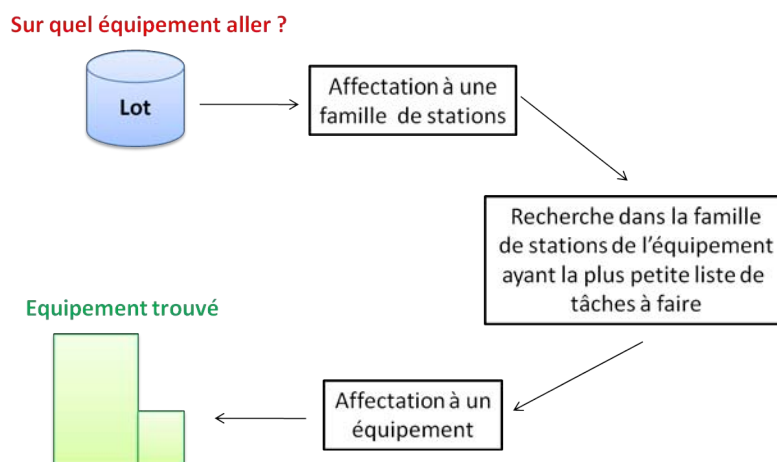 Sur quel équipement aller ?
Lot
Affectation à une
famille de stations
Recherche dans la famille
de stations de l'équipement
ayant la plus petite liste de
tâches à faire
Affectation à un
équipement
Equipement trouvé